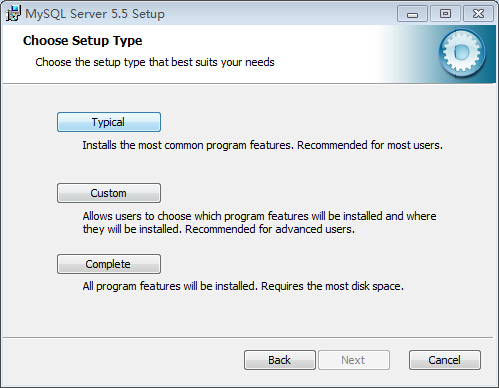 MySQL Server 5.5 Setup
Choose Setup Type
Choose the setup type that best suits your needs
Typical
Installs the most common program features. Recommended for most users.
Custom
Allows users to choose which program features will be installed and where
they will be installed. Recommended for advanced users.
Complete
All program features will be installed. Requires the most disk space.
Back Next Cancel